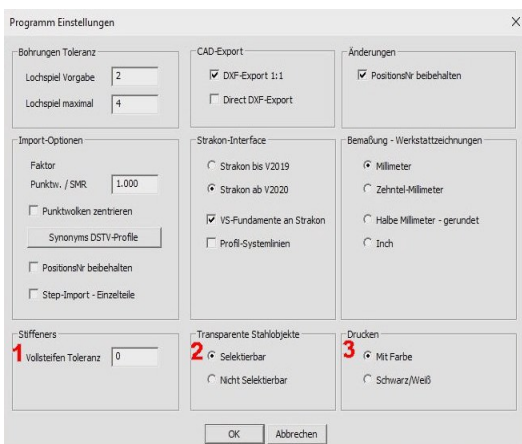 Programm Einstellungen
Bohrungen Toleranz
Lochspiel Vorgabe 2
Lochspiel maximal 4
CAD-Export
DXF-Export 1:1
Direct DXF-Export
Änderungen
PositionsNr beibehalten
Import-Optionen
Faktor
Punktw. / SMR 1.000
Punktwolken zentrieren
Synonyms DSTV-Profile
PositionsNr beibehalten
Step-Import - Einzelteile
Strakon-Interface
Strakon bis V2019
Strakon ab V2020
VS-Fundamente an Strakon
Profil-Systemlinien
Bemaßung - Werkstattzeichnungen
Millimeter
Zehntel-Millimeter
Halbe Millimeter - gerundet
Inch
Stiffeners
1 Vollsteifen Toleranz 0
Transparente Stahlobjekte
2 Selektierbar
Nicht Selektierbar
Drucken
3 Mit Farbe
Schwarz/Weiß
OK Abbrechen